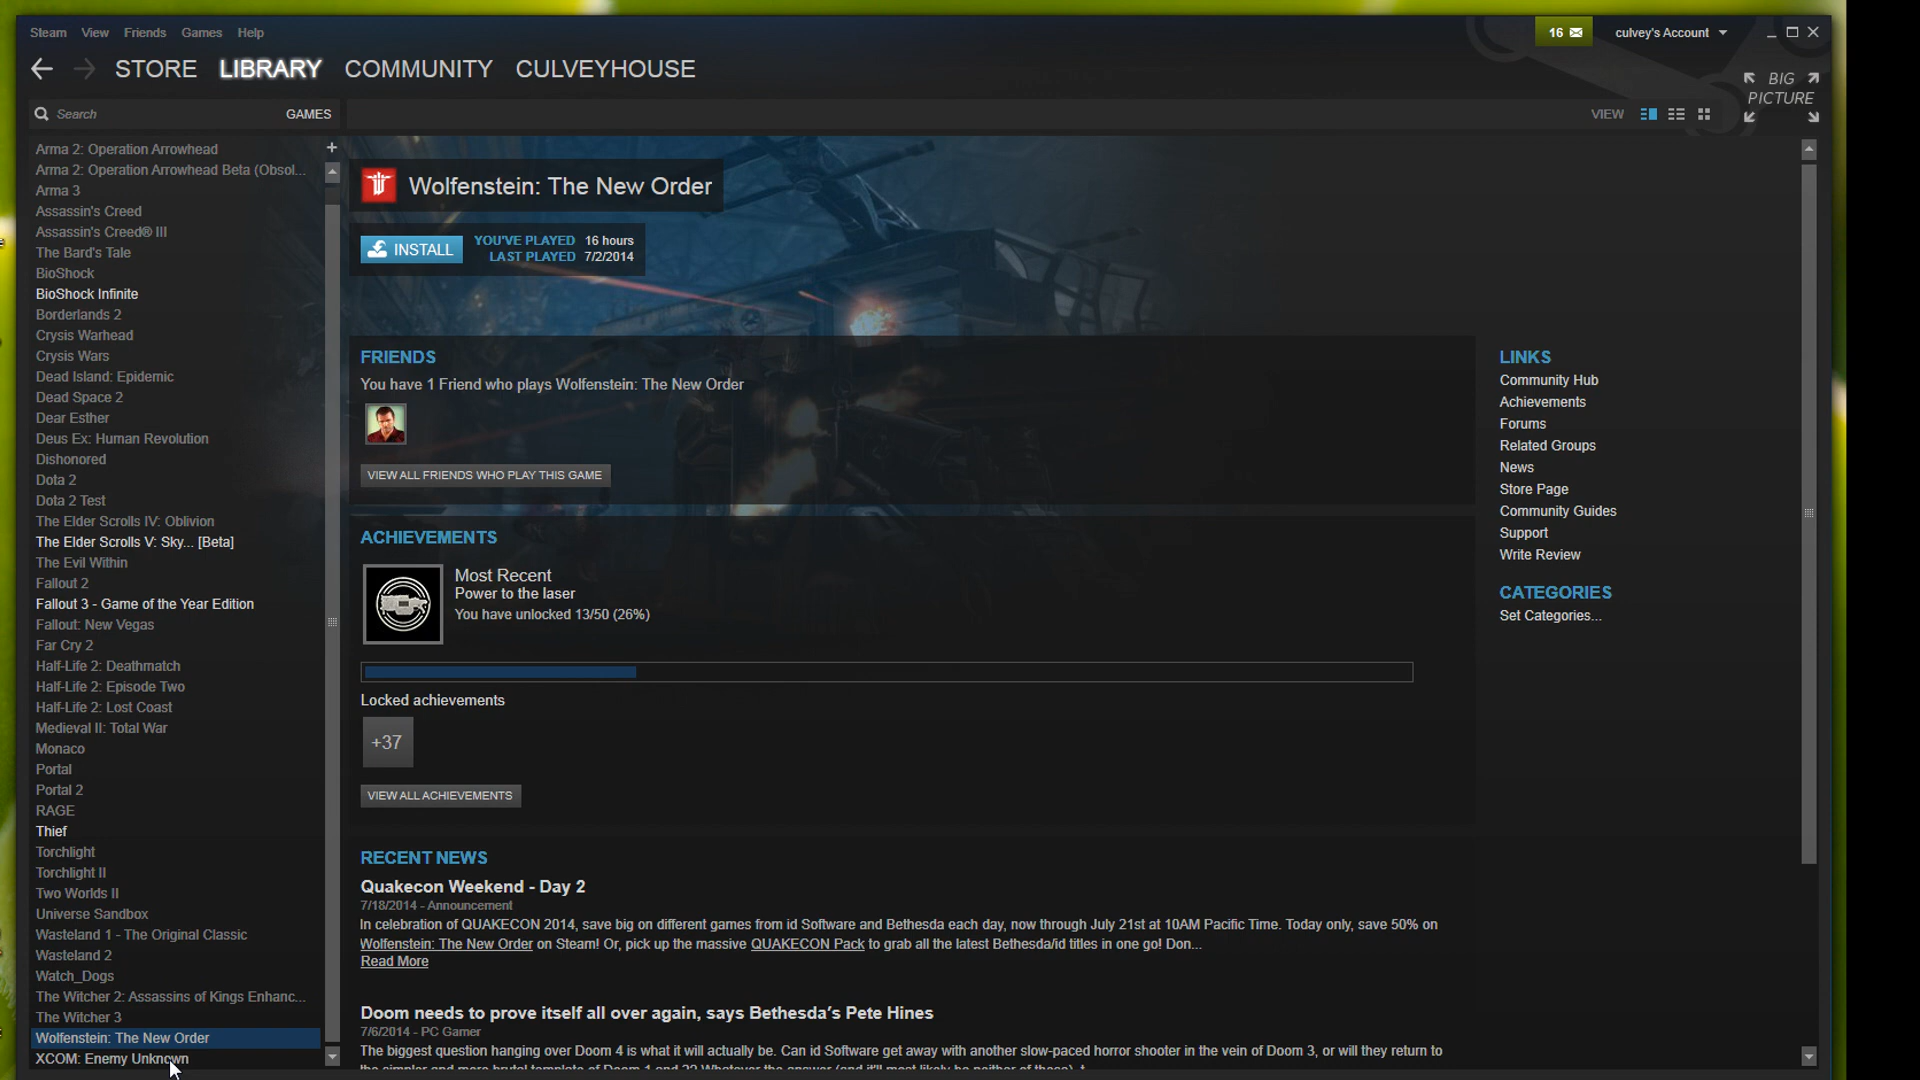 Steam View Friends Games Help
16 culvey's Account
STORE LIBRARY COMMUNITY CULVEYHOUSE
BIG PICTURE
Search GAMES
VIEW
Arma 2: Operation Arrowhead
Arma 2: Operation Arrowhead Beta (Obsol...
Arma 3
Assassin's Creed
Assassin's Creed® III
The Bard's Tale
BioShock
BioShock Infinite
Borderlands 2
Crysis Warhead
Crysis Wars
Dead Island: Epidemic
Dead Space 2
Dear Esther
Deus Ex: Human Revolution
Dishonored
Dota 2
Dota 2 Test
The Elder Scrolls IV: Oblivion
The Elder Scrolls V: Sky... [Beta]
The Evil Within
Fallout 2
Fallout 3 - Game of the Year Edition
Fallout: New Vegas
Far Cry 2
Half-Life 2: Deathmatch
Half-Life 2: Episode Two
Half-Life 2: Lost Coast
Medieval II: Total War
Monaco
Portal
Portal 2
RAGE
Thief
Torchlight
Torchlight II
Two Worlds II
Universe Sandbox
Wasteland 1 - The Original Classic
Wasteland 2
Watch_Dogs
The Witcher 2: Assassins of Kings Enhanc...
The Witcher 3
Wolfenstein: The New Order
XCOM: Enemy Unknown
Wolfenstein: The New Order
INSTALL
YOU'VE PLAYED 16 hours
LAST PLAYED 7/2/2014
FRIENDS
You have 1 Friend who plays Wolfenstein: The New Order
VIEW ALL FRIENDS WHO PLAY THIS GAME
ACHIEVEMENTS
Most Recent
Power to the laser
You have unlocked 13/50 (26%)
Locked achievements
+37
VIEW ALL ACHIEVEMENTS
RECENT NEWS
Quakecon Weekend - Day 2
7/18/2014 - Announcement
In celebration of QUAKECON 2014, save big on different games from id Software and Bethesda each day, now through July 21st at 10AM Pacific Time. Today only, save 50% on
Wolfenstein: The New Order on Steam! Or, pick up the massive QUAKECON Pack to grab all the latest Bethesda/id titles in one go! Don...
Read More
Doom needs to prove itself all over again, says Bethesda's Pete Hines
7/6/2014 - PC Gamer
The biggest question hanging over Doom 4 is what it will actually be. Can id Software get away with another slow-paced horror shooter in the vein of Doom 3, or will they return to
LINKS
Community Hub
Achievements
Forums
Related Groups
News
Store Page
Community Guides
Support
Write Review
CATEGORIES
Set Categories...